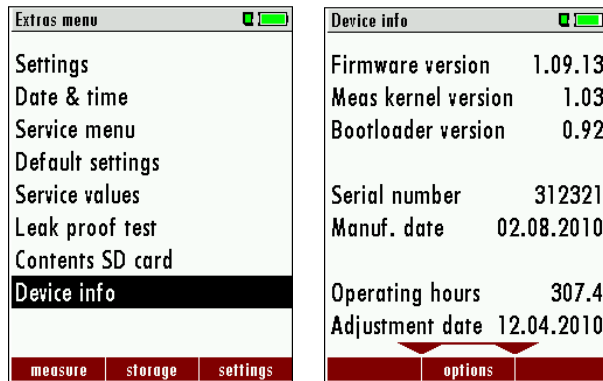 Extras menu
Settings
Date & time
Service menu
Default settings
Service values
Leak proof test
Contents SD card
Device info
measure storage settings
Device info
Firmware version 1.09.13
Meas kernel version 1.03
Bootloader version 0.92
Serial number 312321
Manuf. date 02.08.2010
Operating hours 307.4
Adjustment date 12.04.2010
options